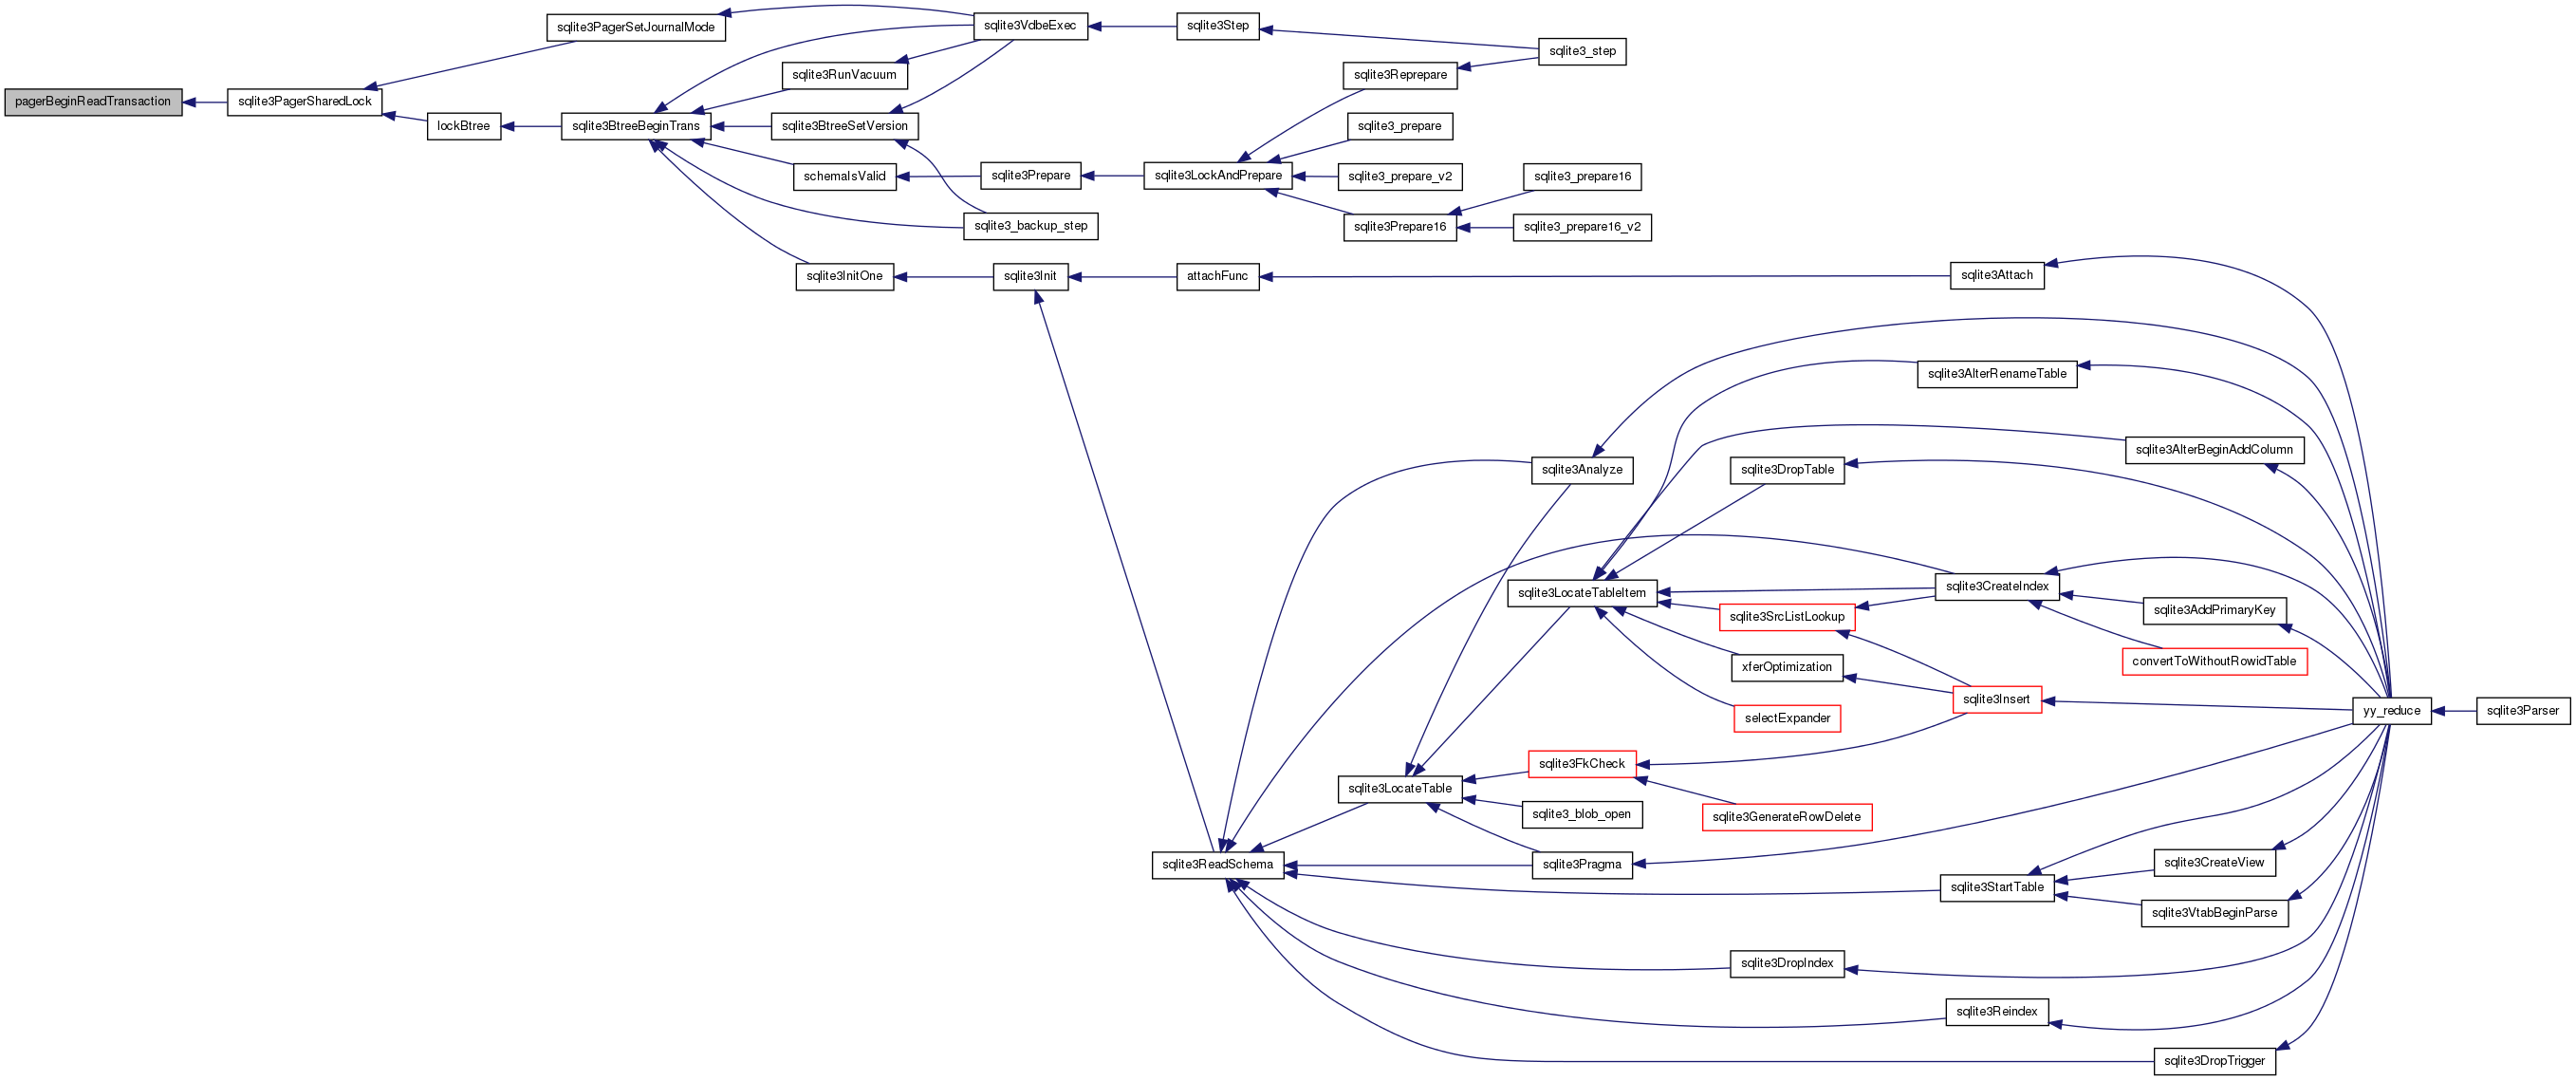 sqlite3PagerSetJournalMode
sqlite3VdbeExec
sqlite3Step
sqlite3_step
sqlite3RunVacuum
sqlite3Reprepare
pagerBeginReadTransaction
sqlite3PagerSharedLock
lockBtree
sqlite3BtreeBeginTrans
sqlite3BtreeSetVersion
sqlite3_prepare
schemaIsValid
sqlite3Prepare
sqlite3LockAndPrepare
sqlite3_prepare_v2
sqlite3_prepare16
sqlite3_backup_step
sqlite3Prepare16
sqlite3_prepare16_v2
sqlite3InitOne
sqlite3Init
attachFunc
sqlite3Attach
sqlite3AlterRenameTable
sqlite3AlterBeginAddColumn
sqlite3Analyze
sqlite3DropTable
sqlite3LocateTableItem
sqlite3CreateIndex
sqlite3SrcListLookup
sqlite3AddPrimaryKey
xferOptimization
convertToWithoutRowidTable
sqlite3Insert
selectExpander
yy_reduce
sqlite3Parser
sqlite3FkCheck
sqlite3LocateTable
sqlite3_blob_open
sqlite3GenerateRowDelete
sqlite3ReadSchema
sqlite3Pragma
sqlite3CreateView
sqlite3StartTable
sqlite3VtabBeginParse
sqlite3DropIndex
sqlite3Reindex
sqlite3DropTrigger